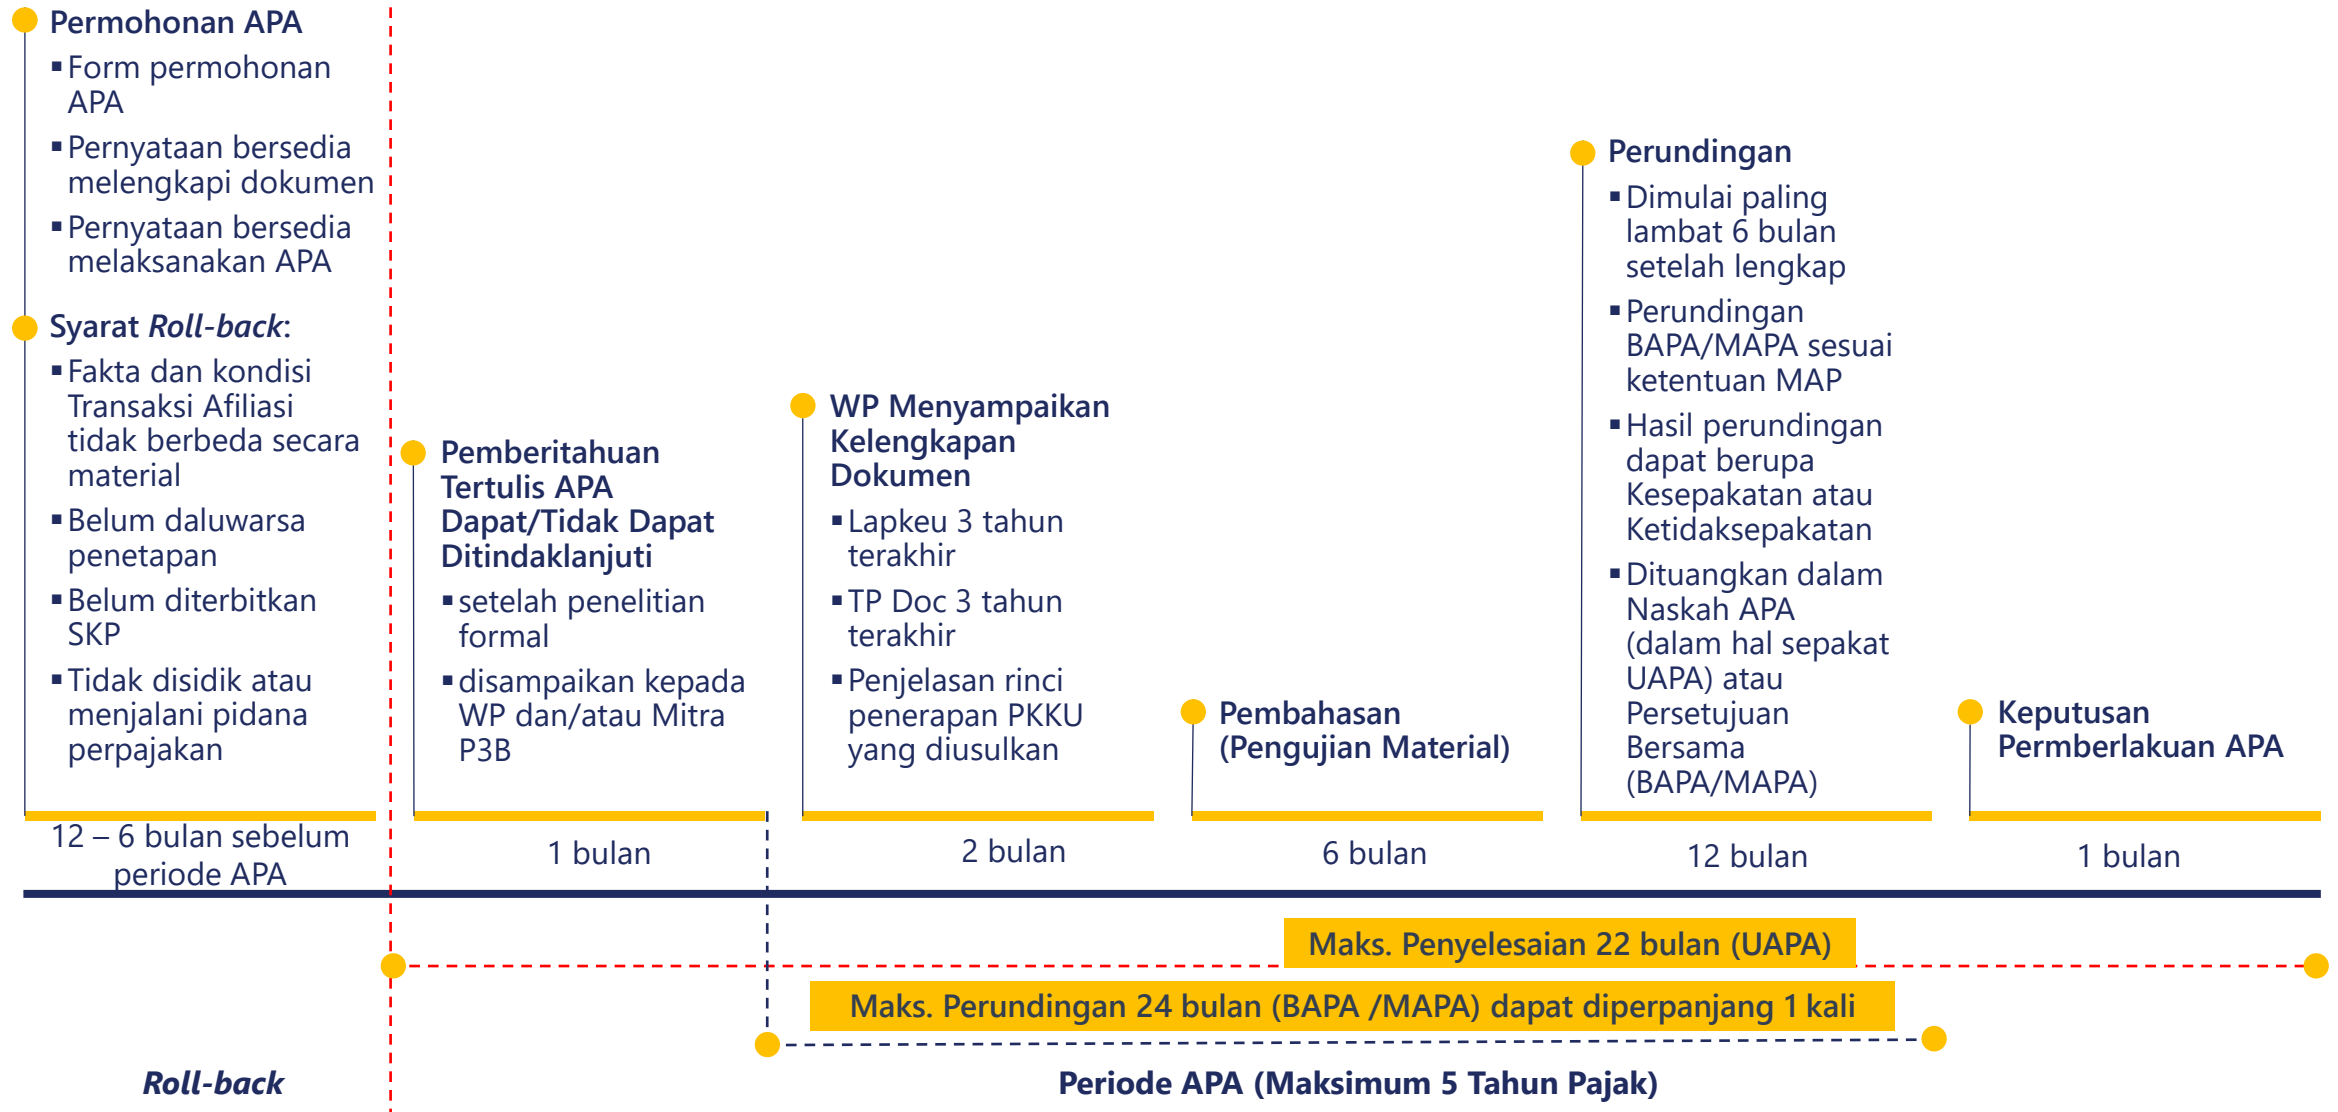 Permohonan APA
▪Form permohonan
APA
▪Pernyataan bersedia
melengkapi dokumen
▪Pernyataan bersedia
melaksanakan APA
Syarat Roll-back:
▪Fakta dan kondisi
Transaksi Afiliasi
tidak berbeda secara
material
▪Belum daluwarsa
penetapan
▪Belum diterbitkan
SKP
▪Tidak disidik atau
menjalani pidana
perpajakan
12 – 6 bulan sebelum
periode APA
Pemberitahuan
Tertulis APA
Dapat/Tidak Dapat
Ditindaklanjuti
▪setelah penelitian
formal
▪disampaikan kepada
WP dan/atau Mitra
P3B
1 bulan
WP Menyampaikan
Kelengkapan
Dokumen
▪Lapkeu 3 tahun
terakhir
▪TP Doc 3 tahun
terakhir
▪Penjelasan rinci
penerapan PKKU
yang diusulkan
2 bulan
Pembahasan
(Pengujian Material)
6 bulan
Perundingan
▪Dimulai paling
lambat 6 bulan
setelah lengkap
▪Perundingan
BAPA/MAPA sesuai
ketentuan MAP
▪Hasil perundingan
dapat berupa
Kesepakatan atau
Ketidaksepakatan
▪Dituangkan dalam
Naskah APA
(dalam hal sepakat
UAPA) atau
Persetujuan
Bersama
(BAPA/MAPA)
12 bulan
Keputusan
Permberlakuan APA
1 bulan
Maks. Penyelesaian 22 bulan (UAPA)
Maks. Perundingan 24 bulan (BAPA /MAPA) dapat diperpanjang 1 kali
Roll-back
Periode APA (Maksimum 5 Tahun Pajak)